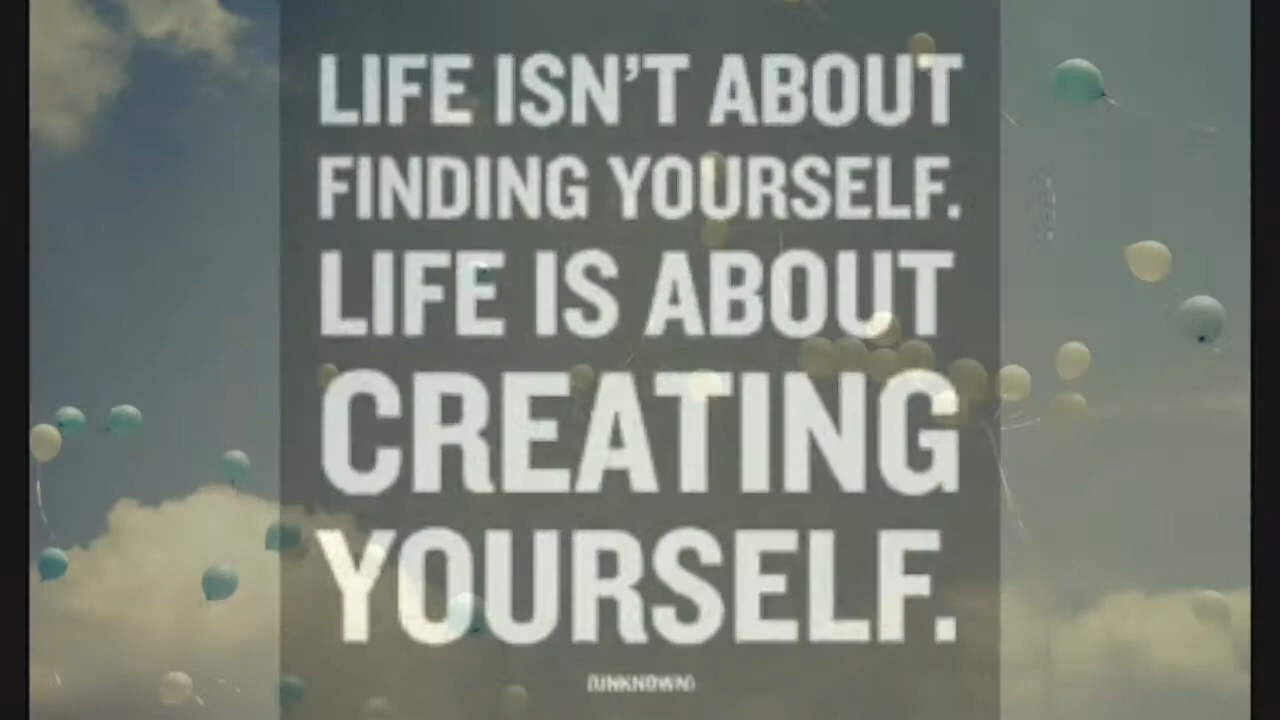 LIFE ISN'T ABOUT
FINDING YOURSELF.
LIFE IS ABOUT
CREATING
YOURSELF.
(UNKNOWN)